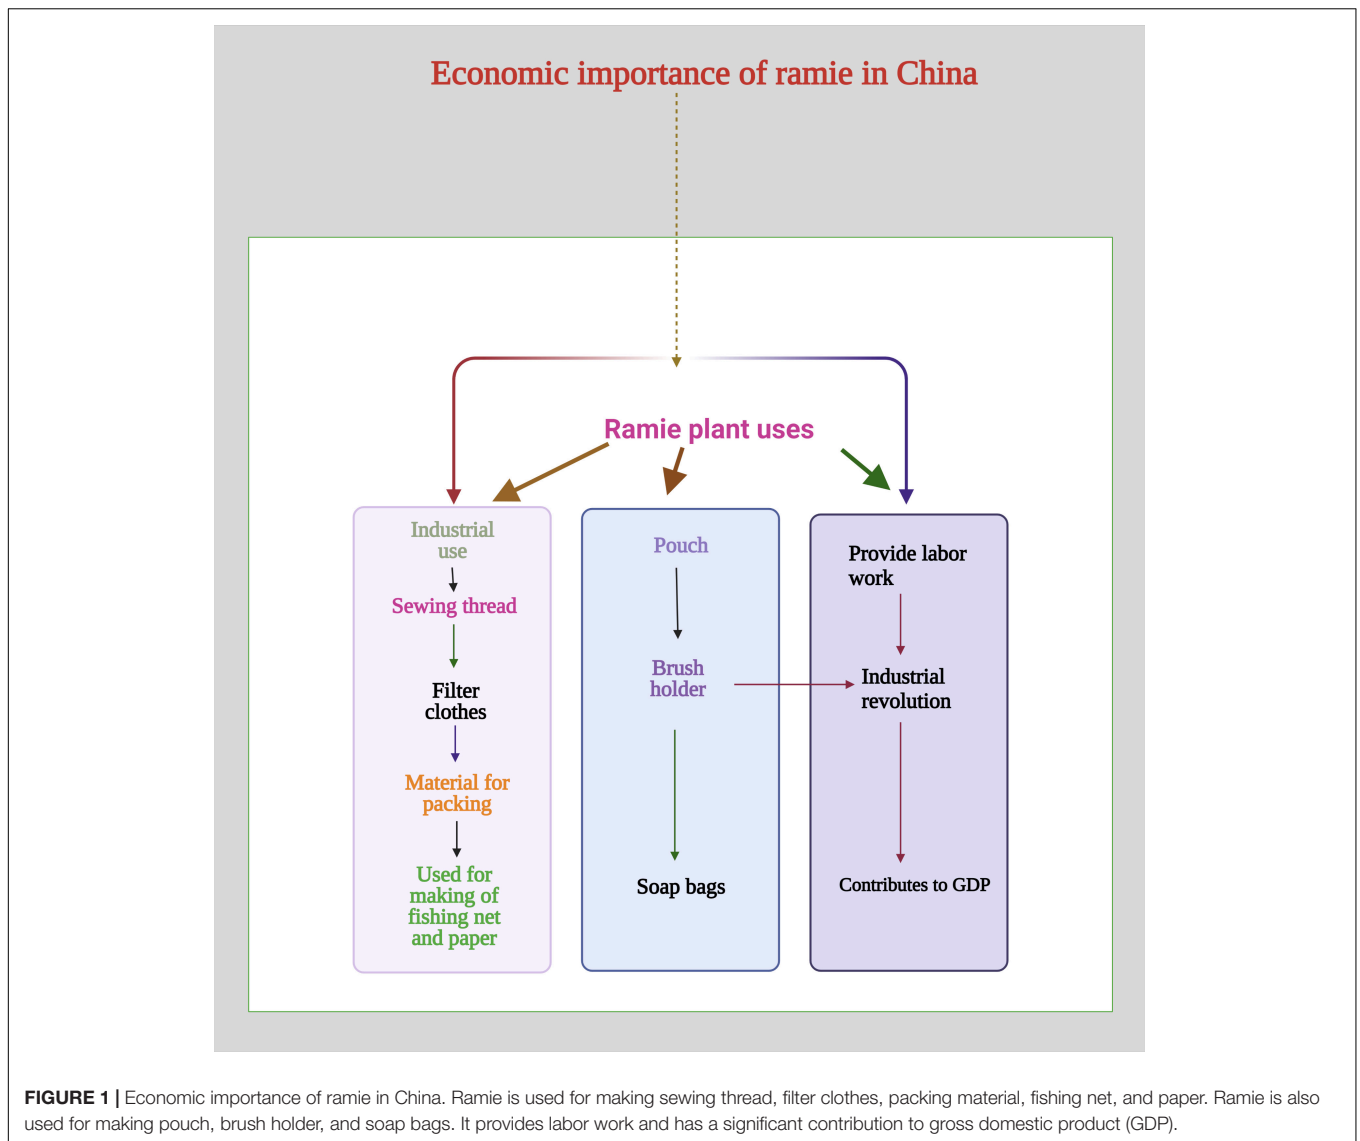 Economic importance of ramie in China
Ramie plant uses
Industrial
use
Sewing thread
Filter
clothes
Material for
packing
Used for
making of
fishing net
and paper
Pouch
Brush
holder
Soap bags
Provide labor
work
Industrial
revolution
Contributes to GDP
FIGURE 1 | Economic importance of ramie in China. Ramie is used for making sewing thread, filter clothes, packing material, fishing net, and paper. Ramie is also
used for making pouch, brush holder, and soap bags. It provides labor work and has a significant contribution to gross domestic product (GDP).